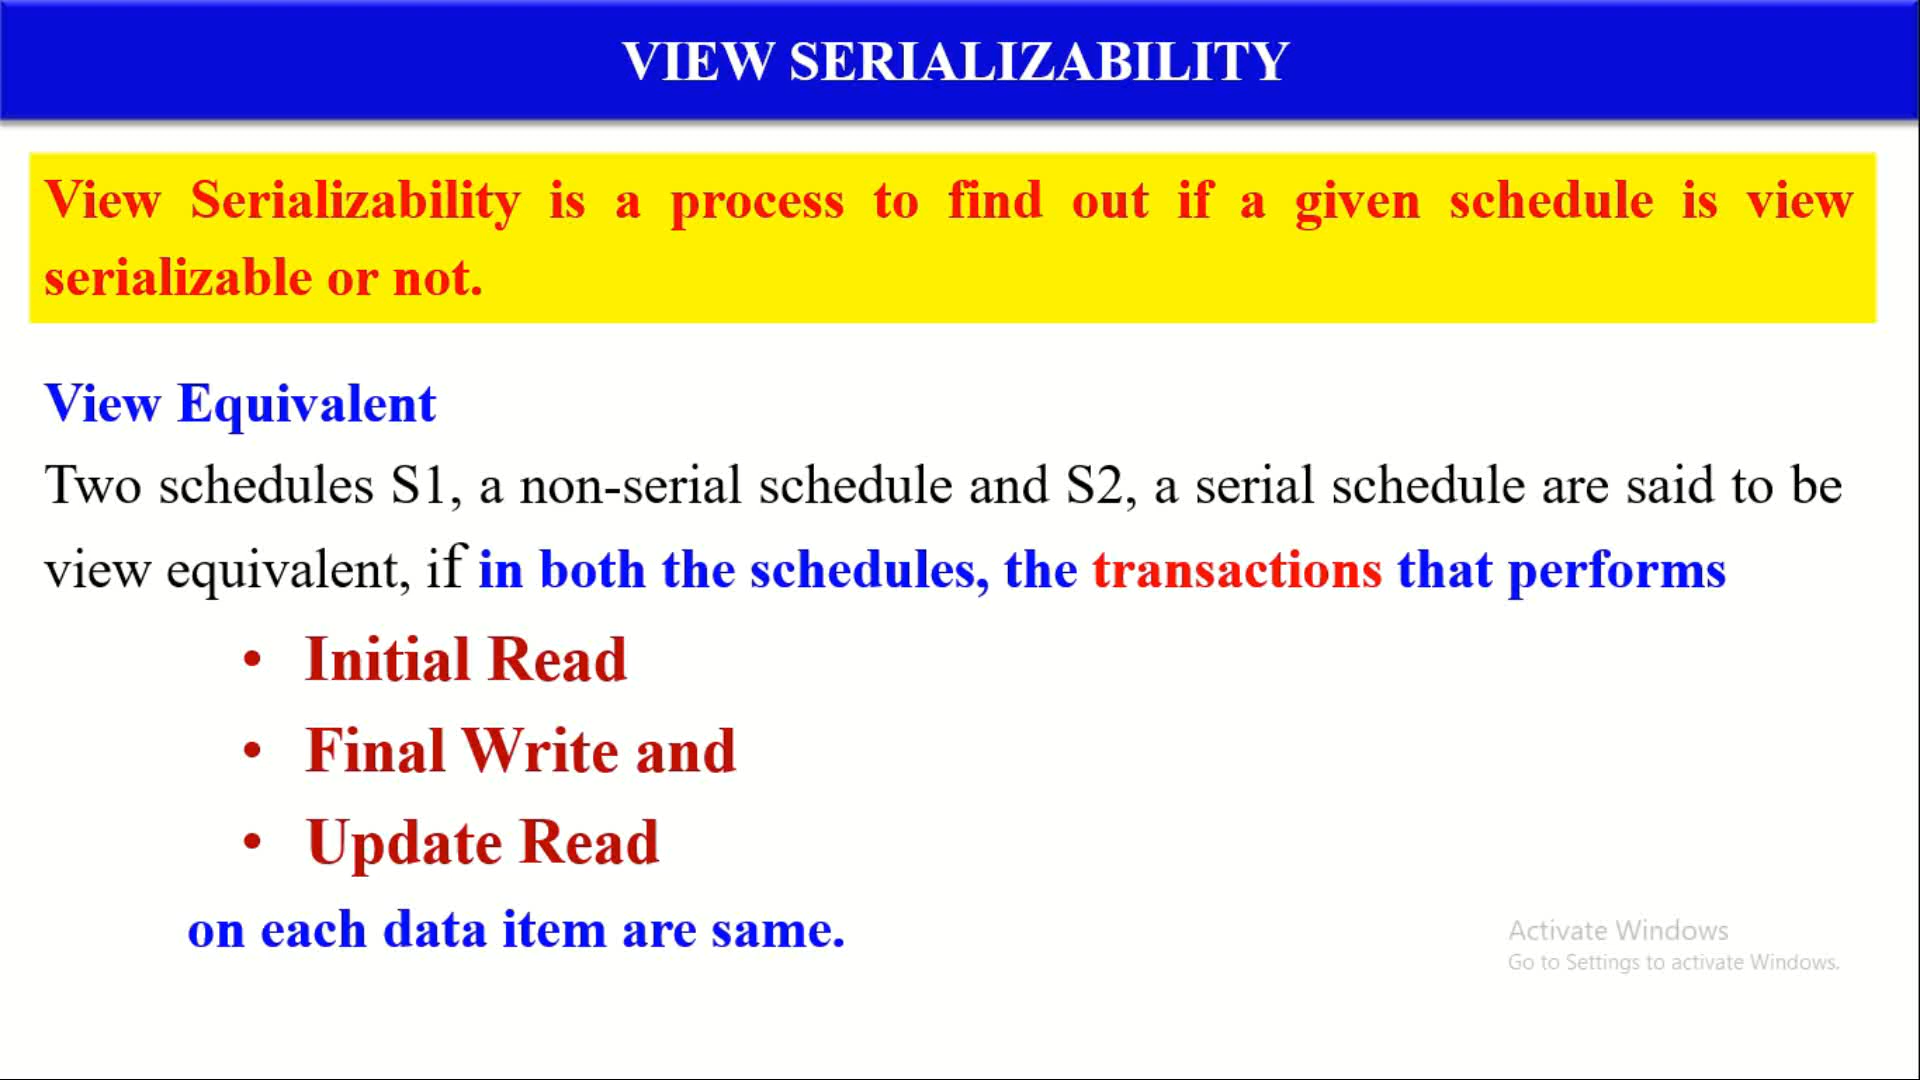 VIEW SERIALIZABILITY
View Serializability is a process to find out if a given schedule is view
serializable or not.
View Equivalent
Two schedules S1, a non-serial schedule and S2, a serial schedule are said to be
view equivalent, if in both the schedules, the transactions that performs
• Initial Read
• Final Write and
• Update Read
on each data item are same.
Activate Windows
Go to Settings to activate Windows.